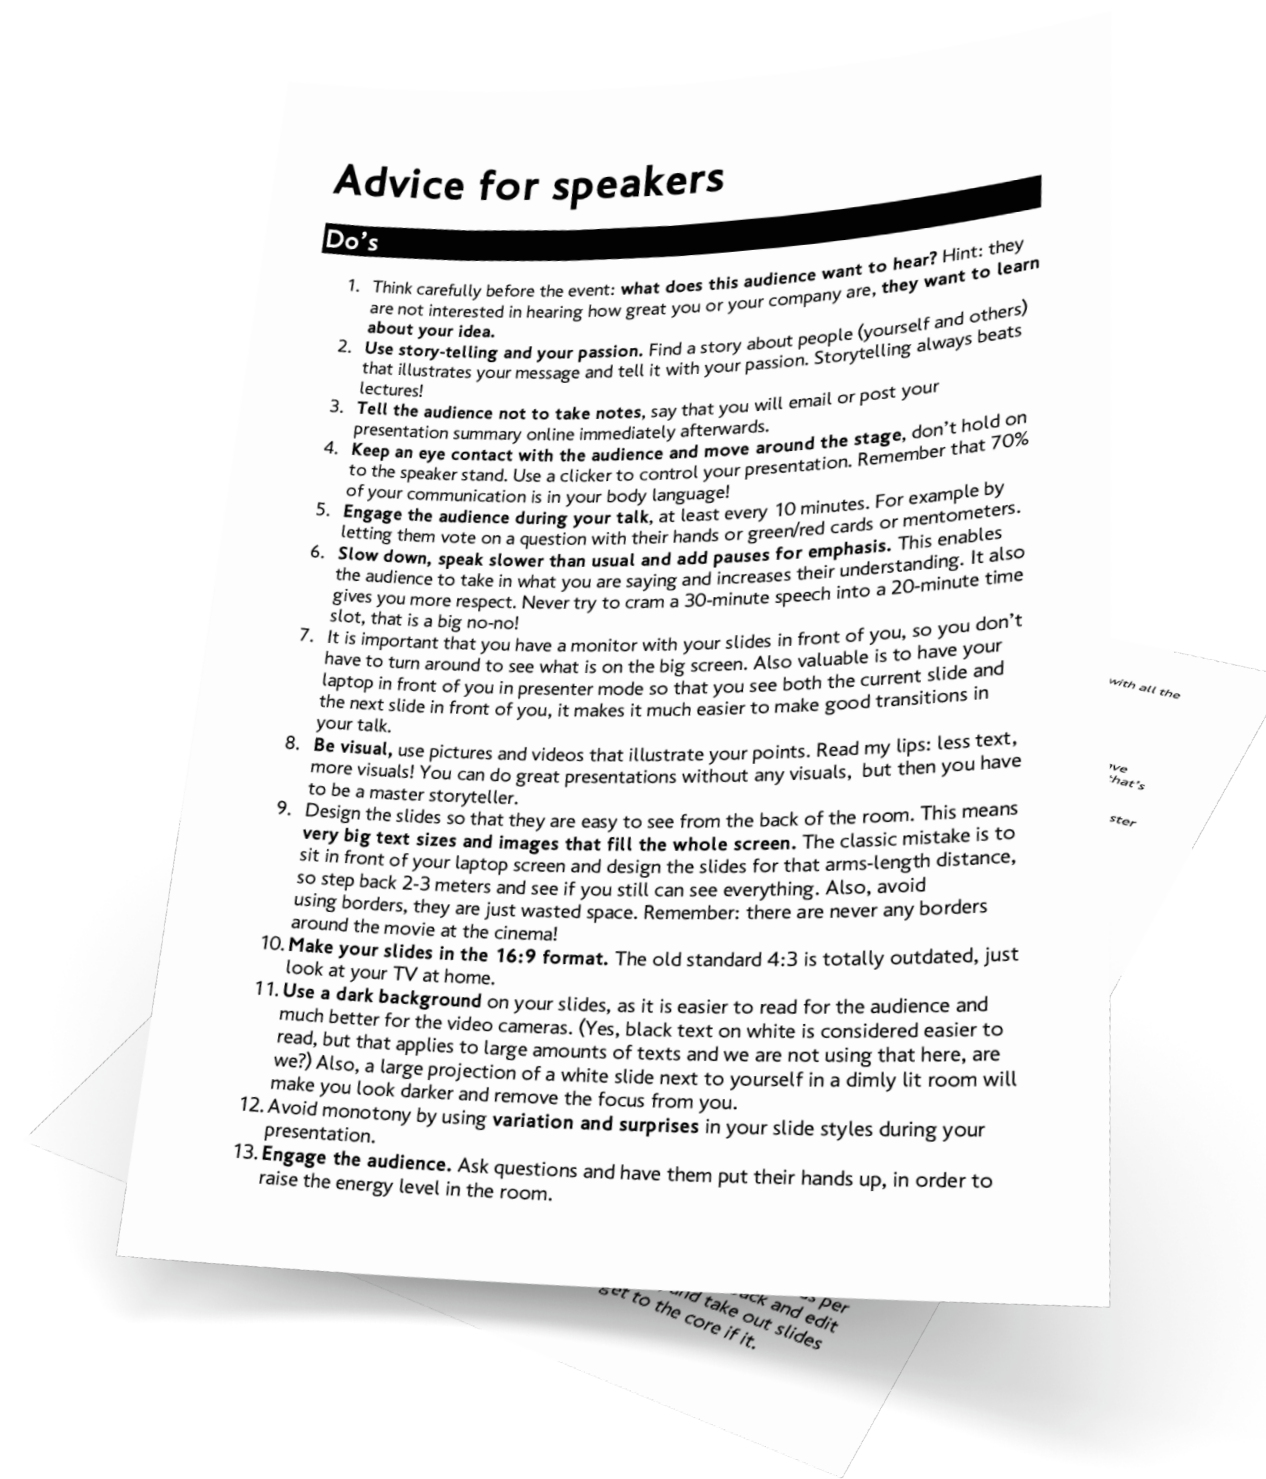 Advice for speakers
Do's
1. Think carefully before the event: what does this audience want to hear? Hint: they
are not interested in hearing how great you or your company are, they want to learn
about your idea.
2. Use story-telling and your passion. Find a story about people (yourself and others)
that illustrates your message and tell it with your passion. Storytelling always beats
lectures!
3. Tell the audience not to take notes, say that you will email or post your
presentation summary online immediately afterwards.
4. Keep an eye contact with the audience and move around the stage, don't hold on
to the speaker stand. Use a clicker to control your presentation. Remember that 70%
of your communication is in your body language!
5. Engage the audience during your talk, at least every 10 minutes. For example by
letting them vote on a question with their hands or green/red cards or mentometers.
6. Slow down, speak slower than usual and add pauses for emphasis. This enables
the audience to take in what you are saying and increases their understanding. It also
gives you more respect. Never try to cram a 30-minute speech into a 20-minute time
slot, that is a big no-no!
7. It is important that you have a monitor with your slides in front of you, so you don't
have to turn around to see what is on the big screen. Also valuable is to have your
laptop in front of you in presenter mode so that you see both the current slide and
the next slide in front of you, it makes it much easier to make good transitions in
your talk.
8. Be visual, use pictures and videos that illustrate your points. Read my lips: less text,
more visuals! You can do great presentations without any visuals, but then you have
to be a master storyteller.
9. Design the slides so that they are easy to see from the back of the room. This means
very big text sizes and images that fill the whole screen. The classic mistake is to
sit in front of your laptop screen and design the slides for that arms-length distance,
so step back 2-3 meters and see if you still can see everything. Also, avoid
using borders, they are just wasted space. Remember: there are never any borders
around the movie at the cinema!
10. Make your slides in the 16:9 format. The old standard 4:3 is totally outdated, just
look at your TV at home.
11. Use a dark background on your slides, as it is easier to read for the audience and
much better for the video cameras. (Yes, black text on white is considered easier to
read, but that applies to large amounts of texts and we are not using that here, are
we?) Also, a large projection of a white slide next to yourself in a dimly lit room will
make you look darker and remove the focus from you.
12. Avoid monotony by using variation and surprises in your slide styles during your
presentation.
13. Engage the audience. Ask questions and have them put their hands up, in order to
raise the energy level in the room.
with all the
per
and edit
take out slides
get to the core if it.